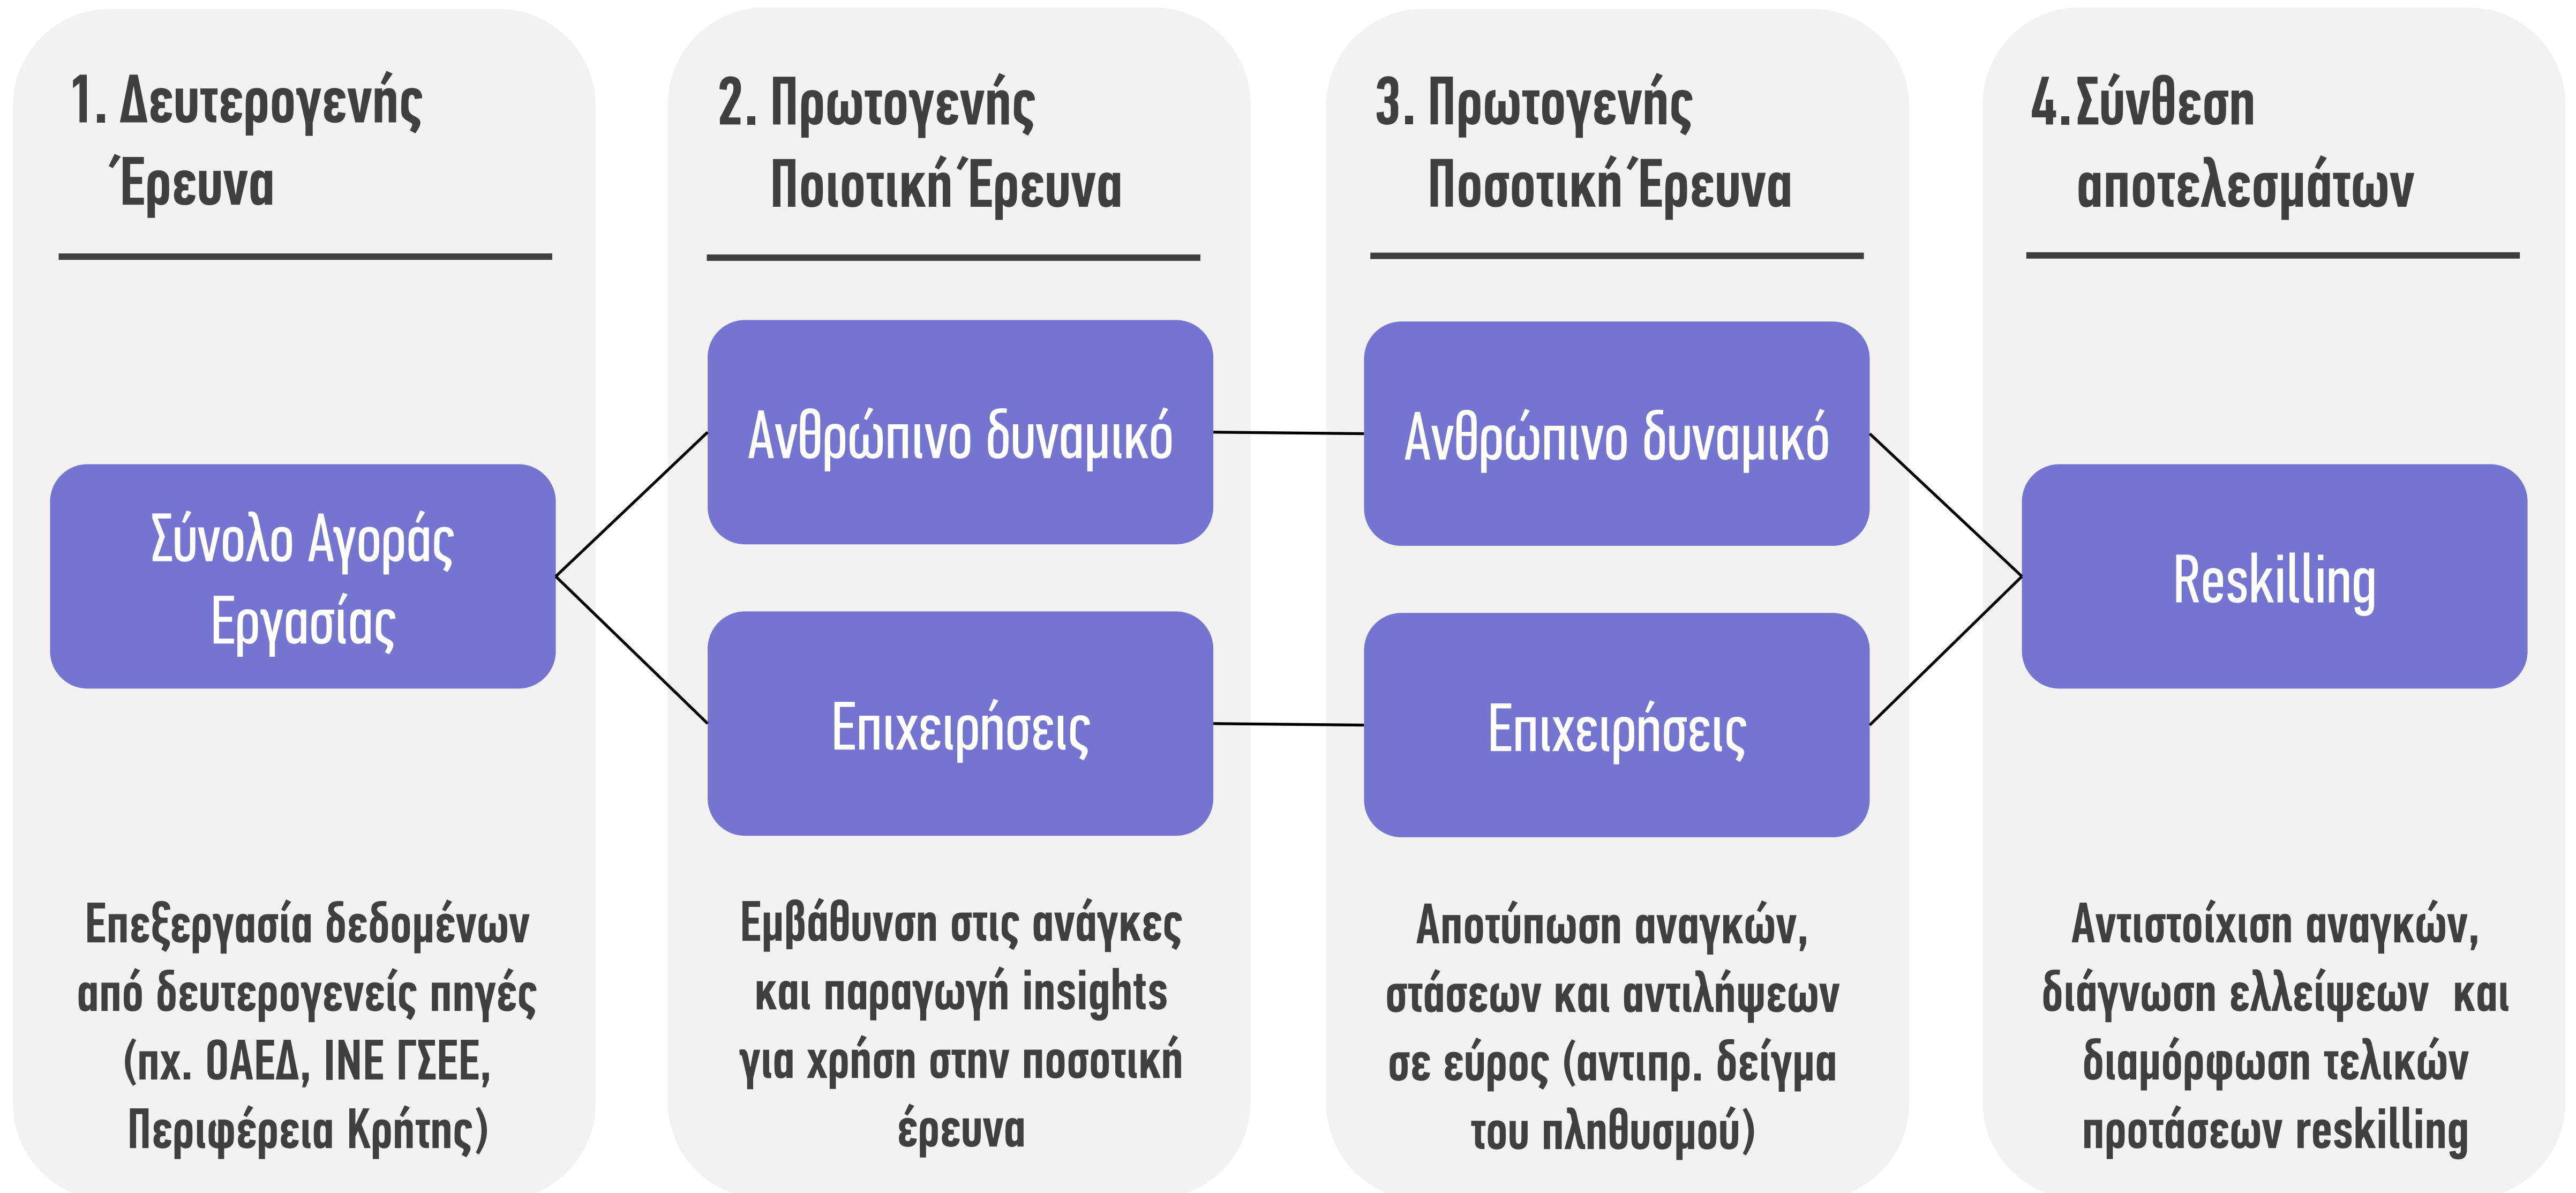 1. Δευτερογενής
Έρευνα
Σύνολο Αγοράς
Εργασίας
Επεξεργασία δεδομένων
από δευτερογενείς πηγές
(πχ. ΟΑΕΔ, ΙΝΕ ΓΣΕΕ,
Περιφέρεια Κρήτης)
2. Πρωτογενής
Ποιοτική Έρευνα
Ανθρώπινο δυναμικό
Επιχειρήσεις
Εμβάθυνση στις ανάγκες
και παραγωγή insights
για χρήση στην ποσοτική
έρευνα
3. Πρωτογενής
Ποσοτική Έρευνα
Ανθρώπινο δυναμικό
Επιχειρήσεις
Αποτύπωση αναγκών,
στάσεων και αντιλήψεων
σε εύρος (αντιπρ. δείγμα
του πληθυσμού)
4. Σύνθεση
αποτελεσμάτων
Reskilling
Αντιστοίχιση αναγκών,
διάγνωση ελλείψεων και
διαμόρφωση τελικών
προτάσεων reskilling